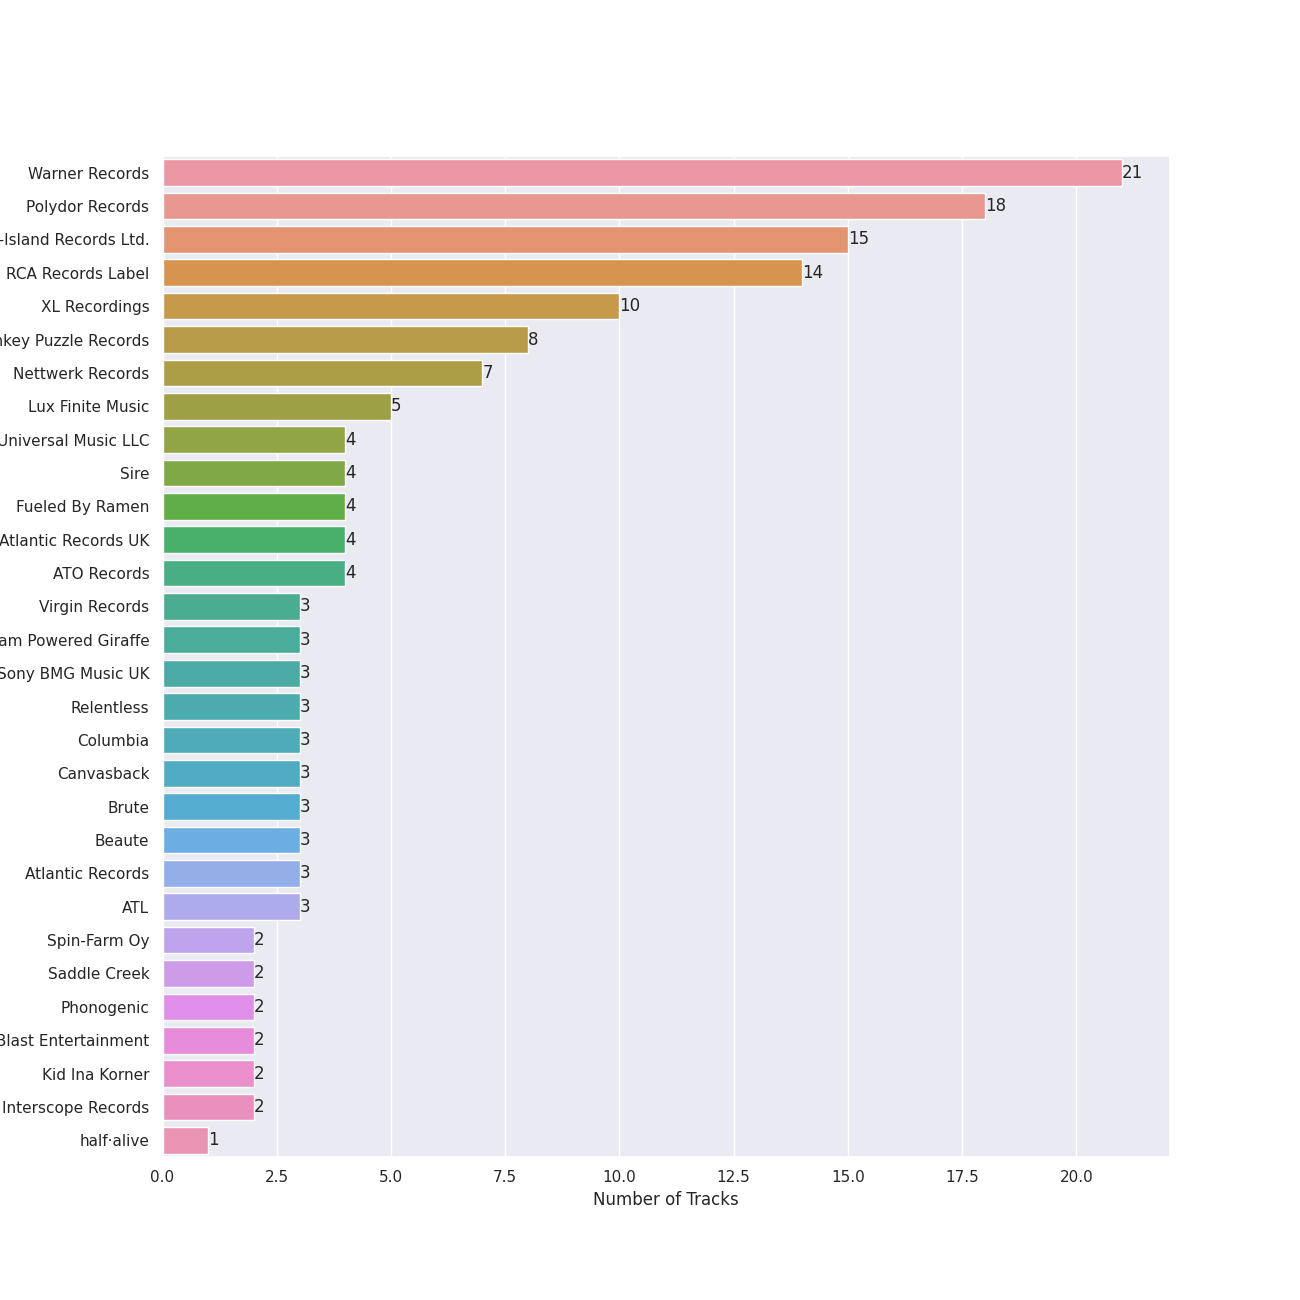 Warner Records 21
Polydor Records 18
-Island Records Ltd. 15
RCA Records Label 14
XL Recordings 10
key Puzzle Records 8
Nettwerk Records 7
Lux Finite Music 5
Universal Music LLC 4
Sire 4
Fueled By Ramen 4
Atlantic Records UK 4
ATO Records 4
Virgin Records 3
am Powered Giraffe 3
Sony BMG Music UK 3
Relentless 3
Columbia 3
Canvasback 3
Brute 3
Beaute 3
Atlantic Records 3
ATL 3
Spin-Farm Oy 2
Saddle Creek 2
Phonogenic 2
Blast Entertainment 2
Kid Ina Korner 2
Interscope Records 2
half·alive 1
0.0 2.5 5.0 7.5 10.0 12.5 15.0 17.5 20.0
Number of Tracks